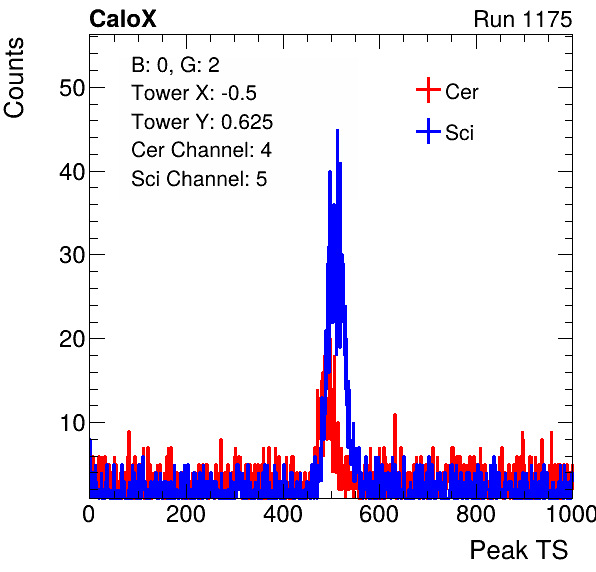 CaloX Run 1175
Counts
B: 0, G: 2
Tower X: -0.5
Tower Y: 0.625
Cer Channel: 4
Sci Channel: 5
Cer
Sci
50
40
30
20
10
0 200 400 600 800 1000
Peak TS